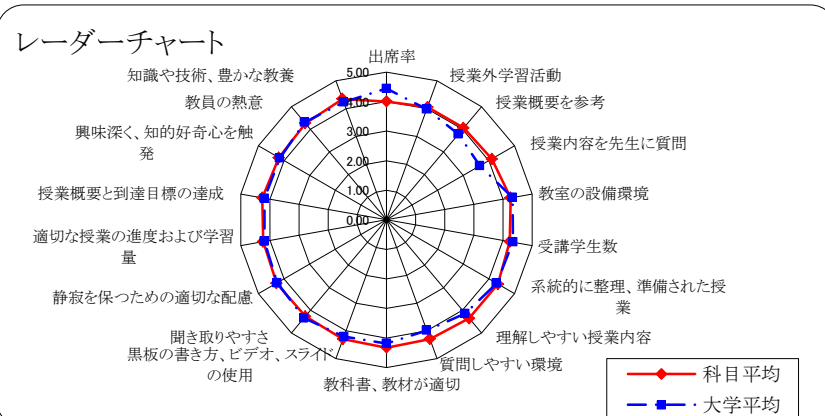 レーダーチャート
出席率
授業外学習活動
授業概要を参考
授業内容を先生に質問
教室の設備環境
受講学生数
系統的に整理、準備された授
業
理解しやすい授業内容
質問しやすい環境
教科書、教材が適切
黒板の書き方、ビデオ、スライド
の使用
聞き取りやすさ
静寂を保つための適切な配慮
適切な授業の進度および学習
量
授業概要と到達目標の達成
興味深く、知的好奇心を触
発
教員の熱意
知識や技術、豊かな教養
5.00
4.00
3.00
2.00
1.00
0.00
科目平均
大学平均